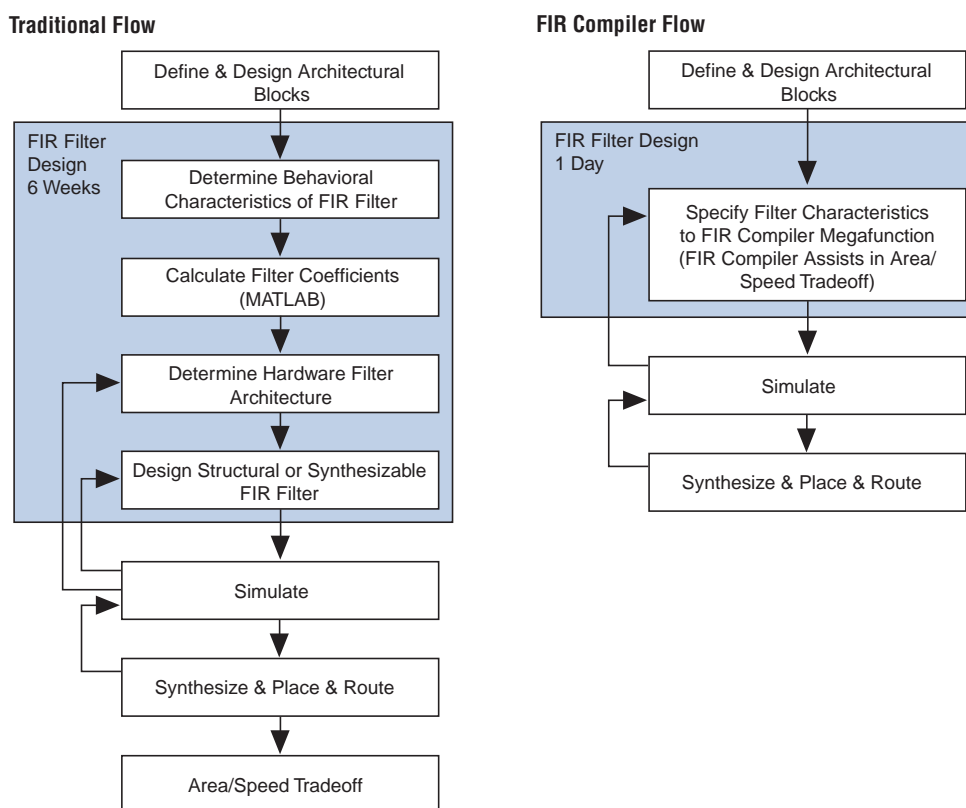 Traditional Flow
Define & Design Architectural
Blocks
FIR Filter
Design
6 Weeks
Determine Behavioral
Characteristics of FIR Filter
Calculate Filter Coefficients
(MATLAB)
Determine Hardware Filter
Architecture
Design Structural or Synthesizable
FIR Filter
Simulate
Synthesize & Place & Route
Area/Speed Tradeoff
FIR Compiler Flow
Define & Design Architectural
Blocks
FIR Filter Design
1 Day
Specify Filter Characteristics
to FIR Compiler Megafunction
(FIR Compiler Assists in Area/
Speed Tradeoff)
Simulate
Synthesize & Place & Route